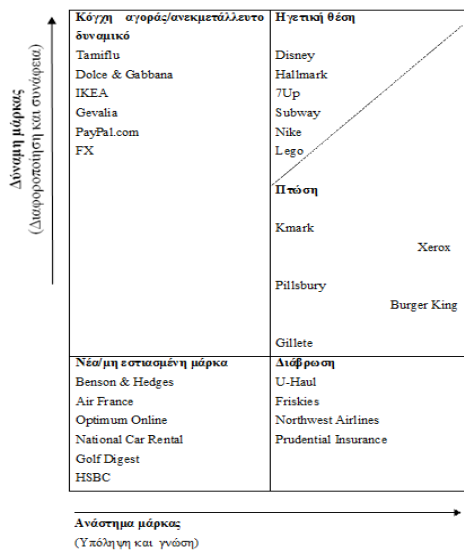 Δύναμη μάρκας
(Διαφοροποίηση και συνάφεια)
Κόγχη αγοράς/ανεκμετάλλευτο
δυναμικό
Tamiflu
Dolce & Gabbana
IKEA
Gevalia
PayPal.com
FX
Ηγετική θέση
Disney
Hallmark
7Up
Subway
Nike
Lego
Πτώση
Kmark
Xerox
Pillsbury
Burger King
Gillete
Νέα/μη εστιασμένη μάρκα
Benson & Hedges
Air France
Optimum Online
National Car Rental
Golf Digest
HSBC
Διάβρωση
U-Haul
Friskies
Northwest Airlines
Prudential Insurance
Ανάστημα μάρκας
(Υπόληψη και γνώση)